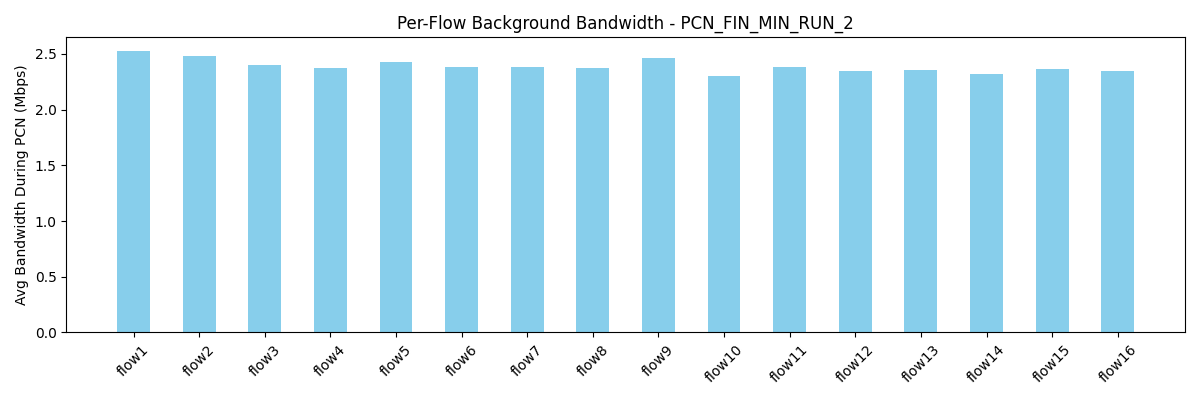 Per-Flow Background Bandwidth - PCN_FIN_MIN_RUN_2
Avg Bandwidth During PCN (Mbps)
2.5
2.0
1.5
1.0
0.5
0.0
flow1
flow2
flow3
flow4
flow5
flow6
flow7
flow8
flow9
flow10
flow11
flow12
flow13
flow14
flow15
flow16